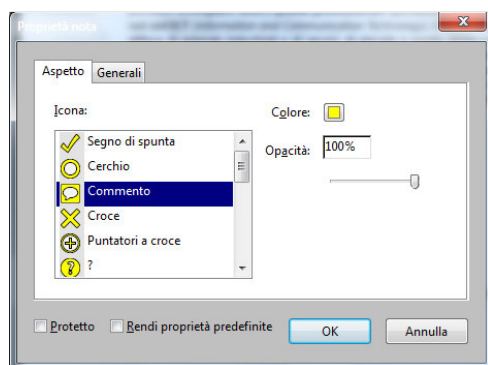 Proprietà nota
Aspetto
Generali
Icona:
Segno di spunta
Cerchio
Commento
Croce
Puntatori a croce
?
Colore:
Opacità: 100%
Protetto
Rendi proprietà predefinite
OK
Annulla